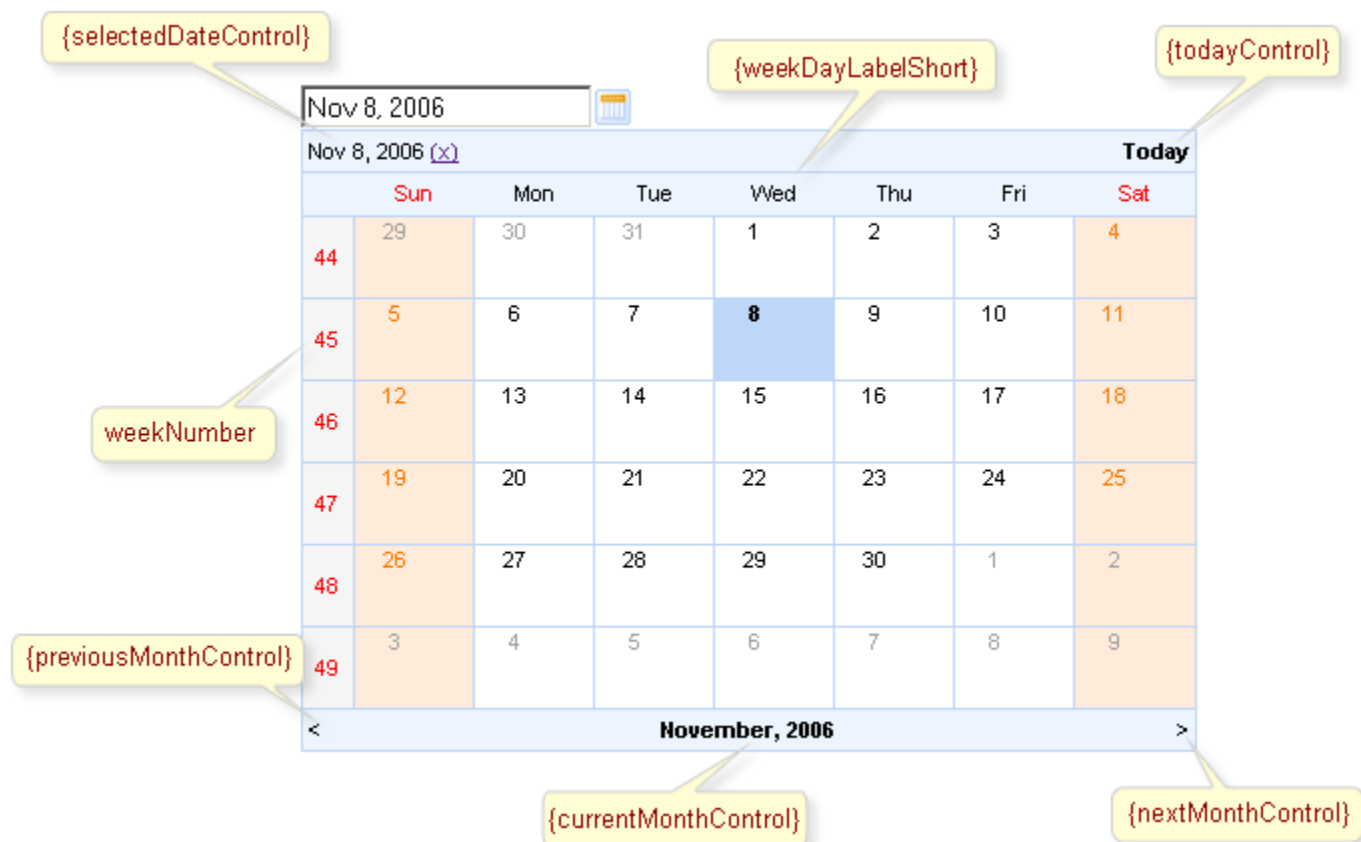 {selectedDateControl}
{weekDayLabelShort}
{todayControl}
Nov 8, 2006
Nov 8, 2006 (x) Today
Sun Mon Tue Wed Thu Fri Sat
44 29 30 31 1 2 3 4
45 5 6 7 8 9 10 11
46 12 13 14 15 16 17 18
weekNumber
47 19 20 21 22 23 24 25
48 26 27 28 29 30 1 2
49 3 4 5 6 7 8 9
{previousMonthControl}
< November, 2006 >
{currentMonthControl}
{nextMonthControl}